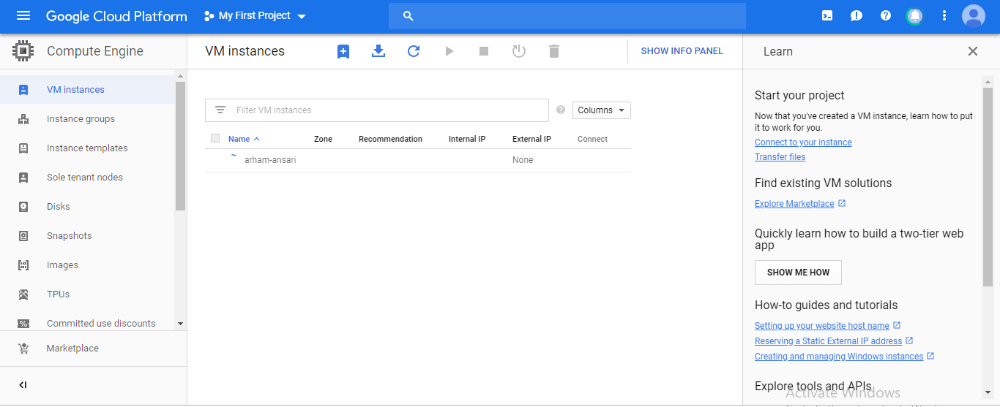 Google Cloud Platform My First Project
Compute Engine
VM instances
Instance groups
Instance templates
Sole tenant nodes
Disks
Snapshots
Images
TPUs
Committed use discounts
Marketplace
VM instances SHOW INFO PANEL
Filter VM instances Columns
Name Zone Recommendation Internal IP External IP Connect
arham-ansari None
Learn
Start your project
Now that you've created a VM instance, learn how to put
it to work for you.
Connect to your instance
Transfer files
Find existing VM solutions
Explore Marketplace
Quickly learn how to build a two-tier web
app
SHOW ME HOW
How-to guides and tutorials
Setting up your website host name
Reserving a Static External IP address
Creating and managing Windows instances
Explore tools and APIs
Activate Windows